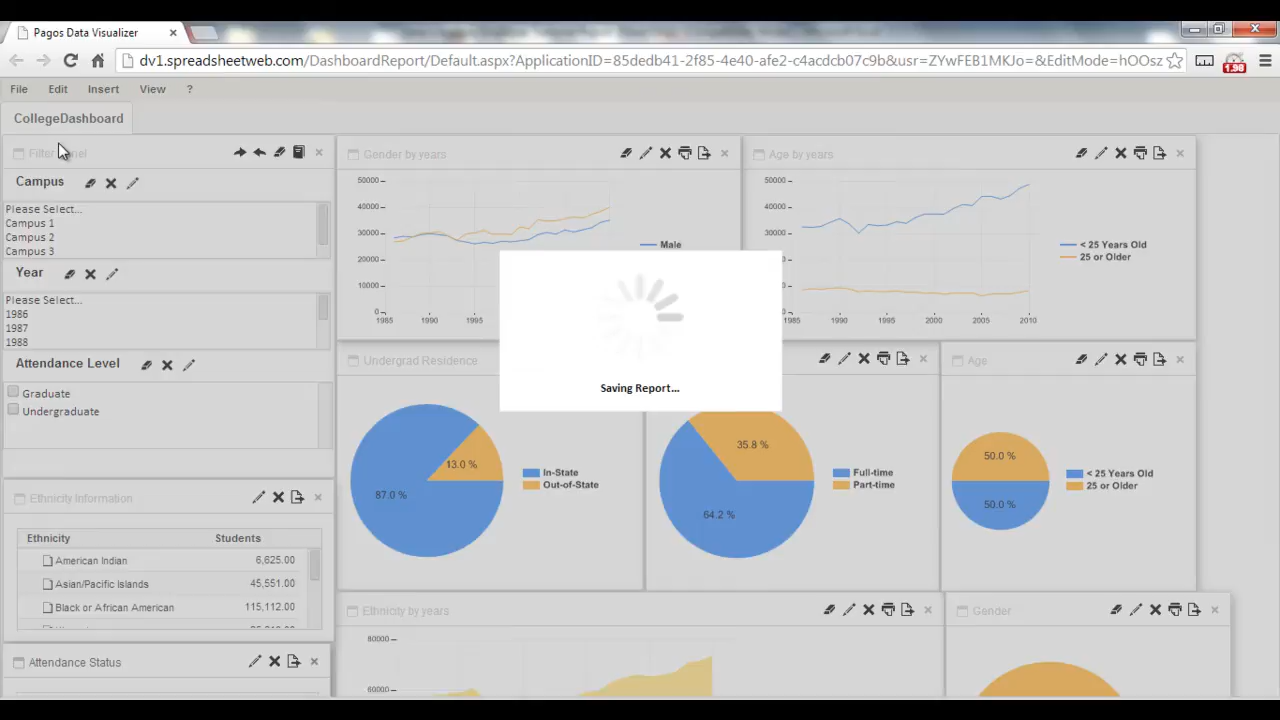 Pagos Data Visualizer
dv1.spreadsheetweb.com/DashboardReport/Default.aspx?ApplicationID=85dedb41-2f85-4e40-afe2-c4acdcb07c9b&usr=ZYwFEB1MKJo=&EditMode=hOOsz
1.98
File Edit Insert View ?
CollegeDashboard
Filter
Campus
Please Select...
Campus 1
Campus 2
Campus 3
Year
Please Select...
1986
1987
1988
Attendance Level
Graduate
Undergraduate
Ethnicity Information
Ethnicity Students
American Indian 6,625.00
Asian/Pacific Islands 45,551.00
Black or African American 115,112.00
Attendance Status
Gender by years
50000
40000
30000
20000
10000
0
1985 1990 1995
Male
Age by years
50000
40000
30000
1985 1990 1995 2000 2005 2010
< 25 Years Old
25 or Older
Saving Report...
Undergrad Residence
13.0 %
87.0 %
In-State
Out-of-State
35.8 %
64.2 %
Full-time
Part-time
Age
50.0 %
50.0 %
< 25 Years Old
25 or Older
Ethnicity by years
80000
60000
Gender